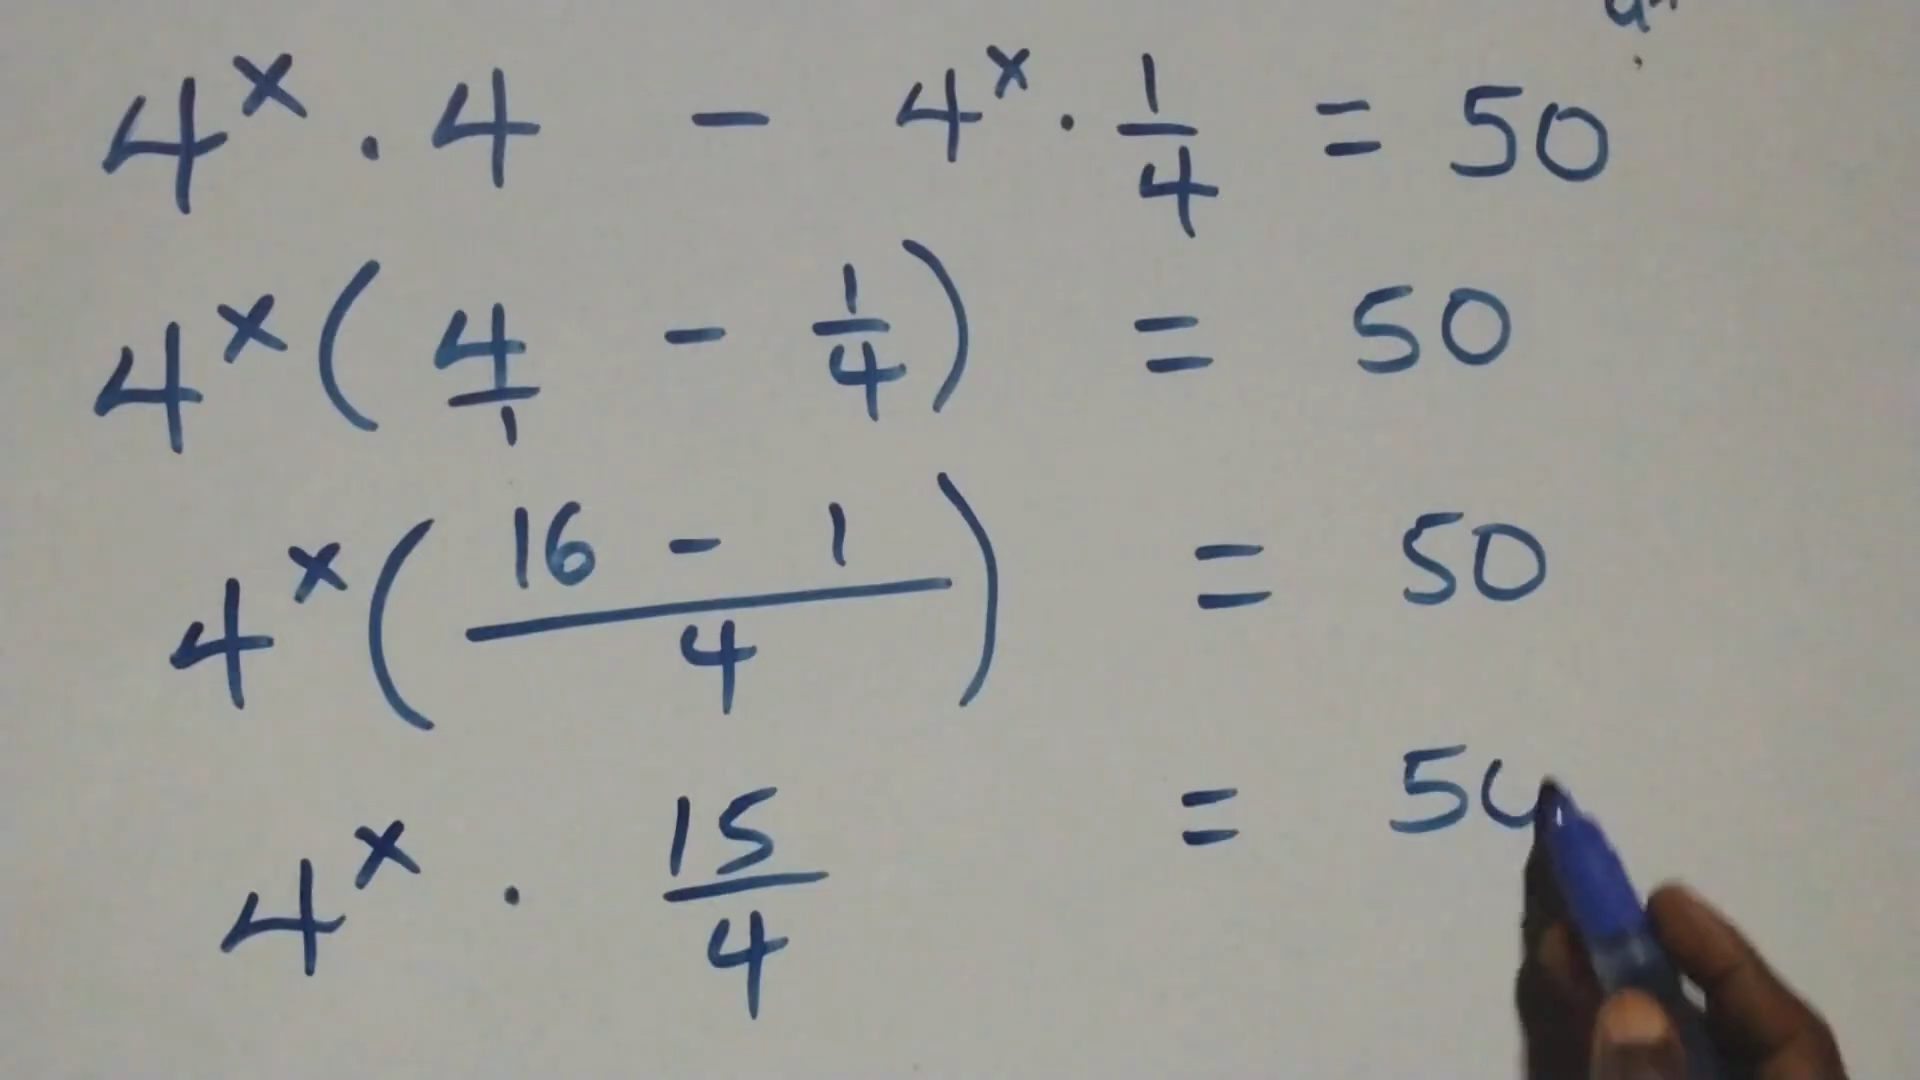 4^x · 4 - 4^x · 1/4 = 50
4^x ( 4/1 - 1/4 ) = 50
4^x ( (16 - 1)/4 ) = 50
4^x · 15/4 = 50